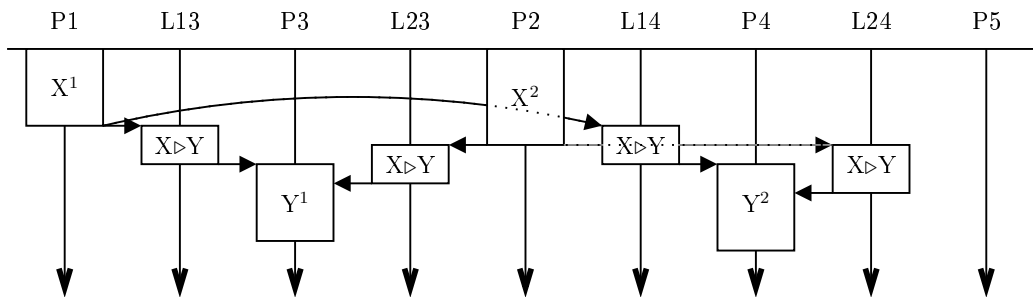 P1 L13 P3 L23 P2 L14 P4 L24 P5
X¹ X²
X▷Y X▷Y X▷Y X▷Y
Y¹ Y²